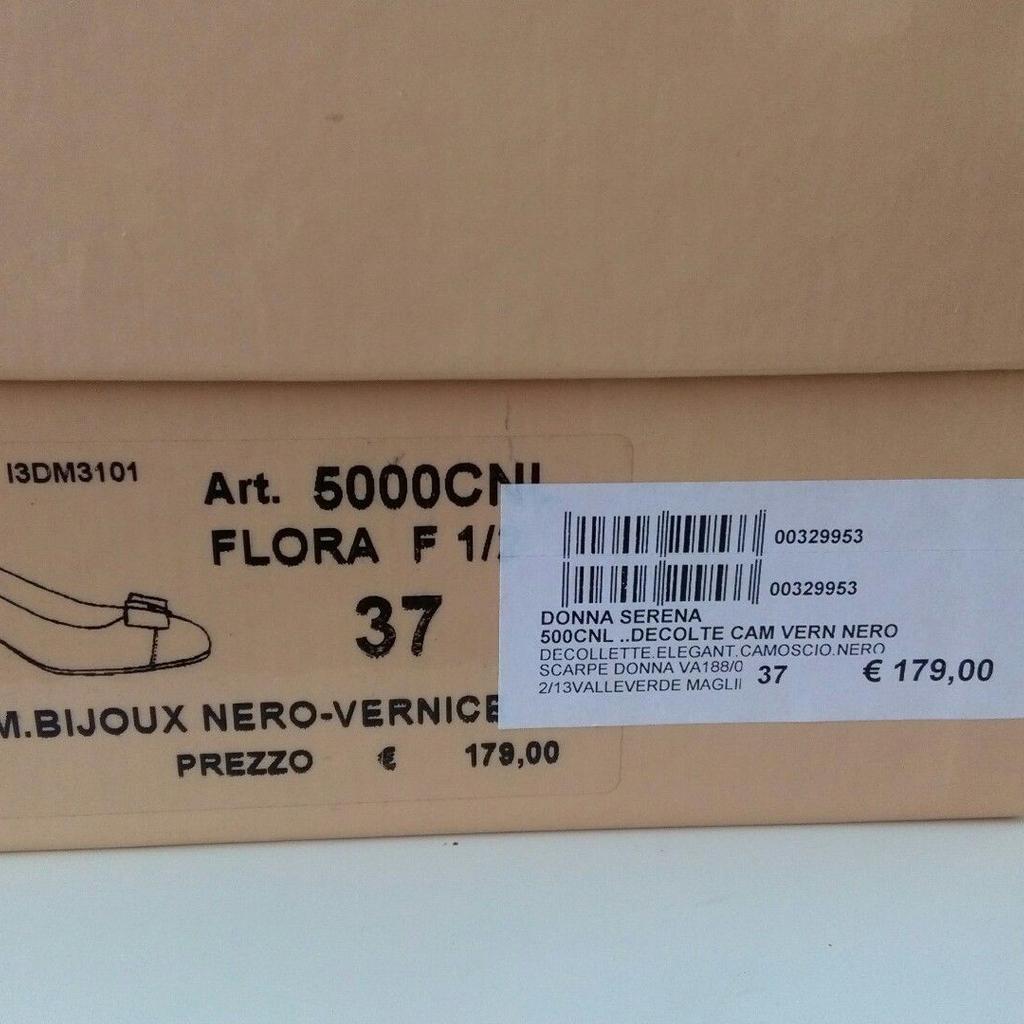 I3DM3101
Art. 5000CNL
FLORA F 1/2
37
M.BIJOUX NERO-VERNICE
PREZZO € 179,00
00329953
00329953
DONNA SERENA
500CNL ..DECOLTE CAM VERN NERO
DECOLLETTE.ELEGANT.CAMOSCIO.NERO
SCARPE DONNA VA188/0
2/13VALLEVERDE MAGLII
37 € 179,00